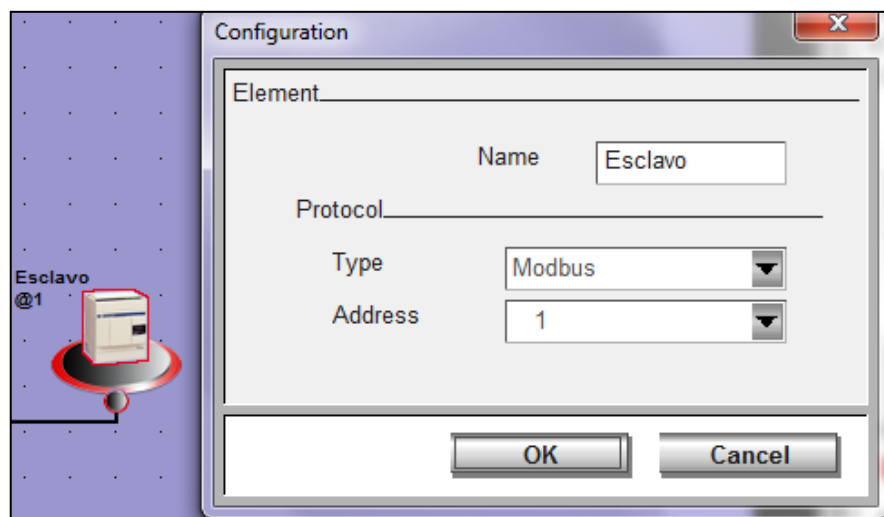 Configuration
Element
Name Esclavo
Protocol
Type Modbus
Address 1
OK Cancel
Esclavo
@1